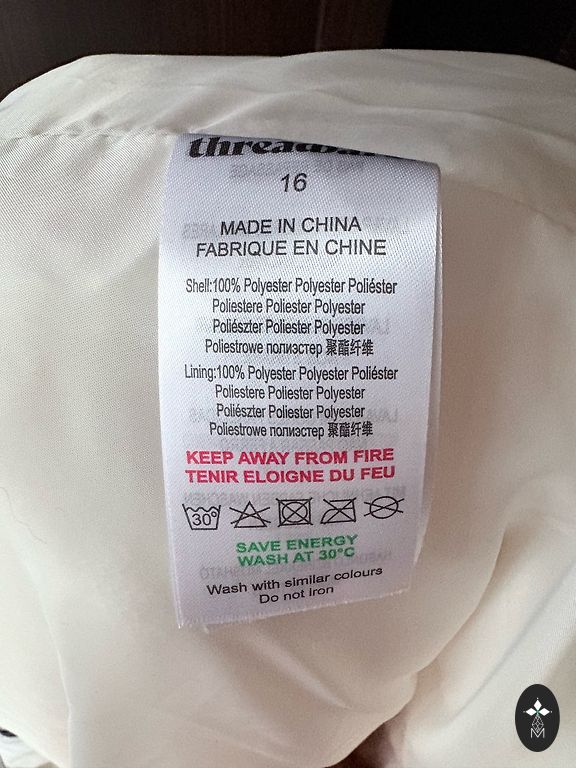 16
MADE IN CHINA
FABRIQUE EN CHINE
Shell:100% Polyester Polyester Poliéster
Poliestere Poliester Polyester
Poliészter Poliester Polyester
Poliestrowe полиэстер 聚酯纤维
Lining:100% Polyester Polyester Poliéster
Poliestere Poliester Polyester
Poliészter Poliester Polyester
Poliestrowe полиэстер 聚酯纤维
KEEP AWAY FROM FIRE
TENIR ELOIGNE DU FEU
30°
SAVE ENERGY
WASH AT 30°C
Wash with similar colours
Do not iron
M